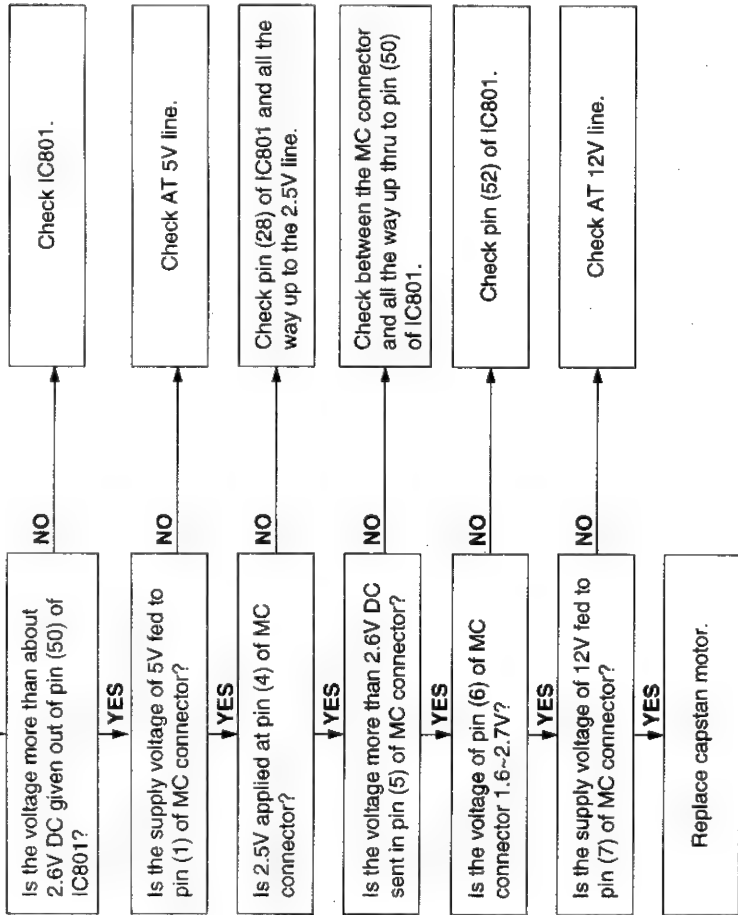 Is the voltage more than about
2.6V DC given out of pin (50) of
IC801?
NO
Check IC801.
YES
Is the supply voltage of 5V fed to
pin (1) of MC connector?
NO
Check AT 5V line.
YES
Is 2.5V applied at pin (4) of MC
connector?
NO
Check pin (28) of IC801 and all the
way up to the 2.5V line.
YES
Is the voltage more than 2.6V DC
sent in pin (5) of MC connector?
NO
Check between the MC connector
and all the way up thru to pin (50)
of IC801.
YES
Is the voltage of pin (6) of MC
connector 1.6~2.7V?
NO
Check pin (52) of IC801.
YES
Is the supply voltage of 12V fed to
pin (7) of MC connector?
NO
Check AT 12V line.
YES
Replace capstan motor.